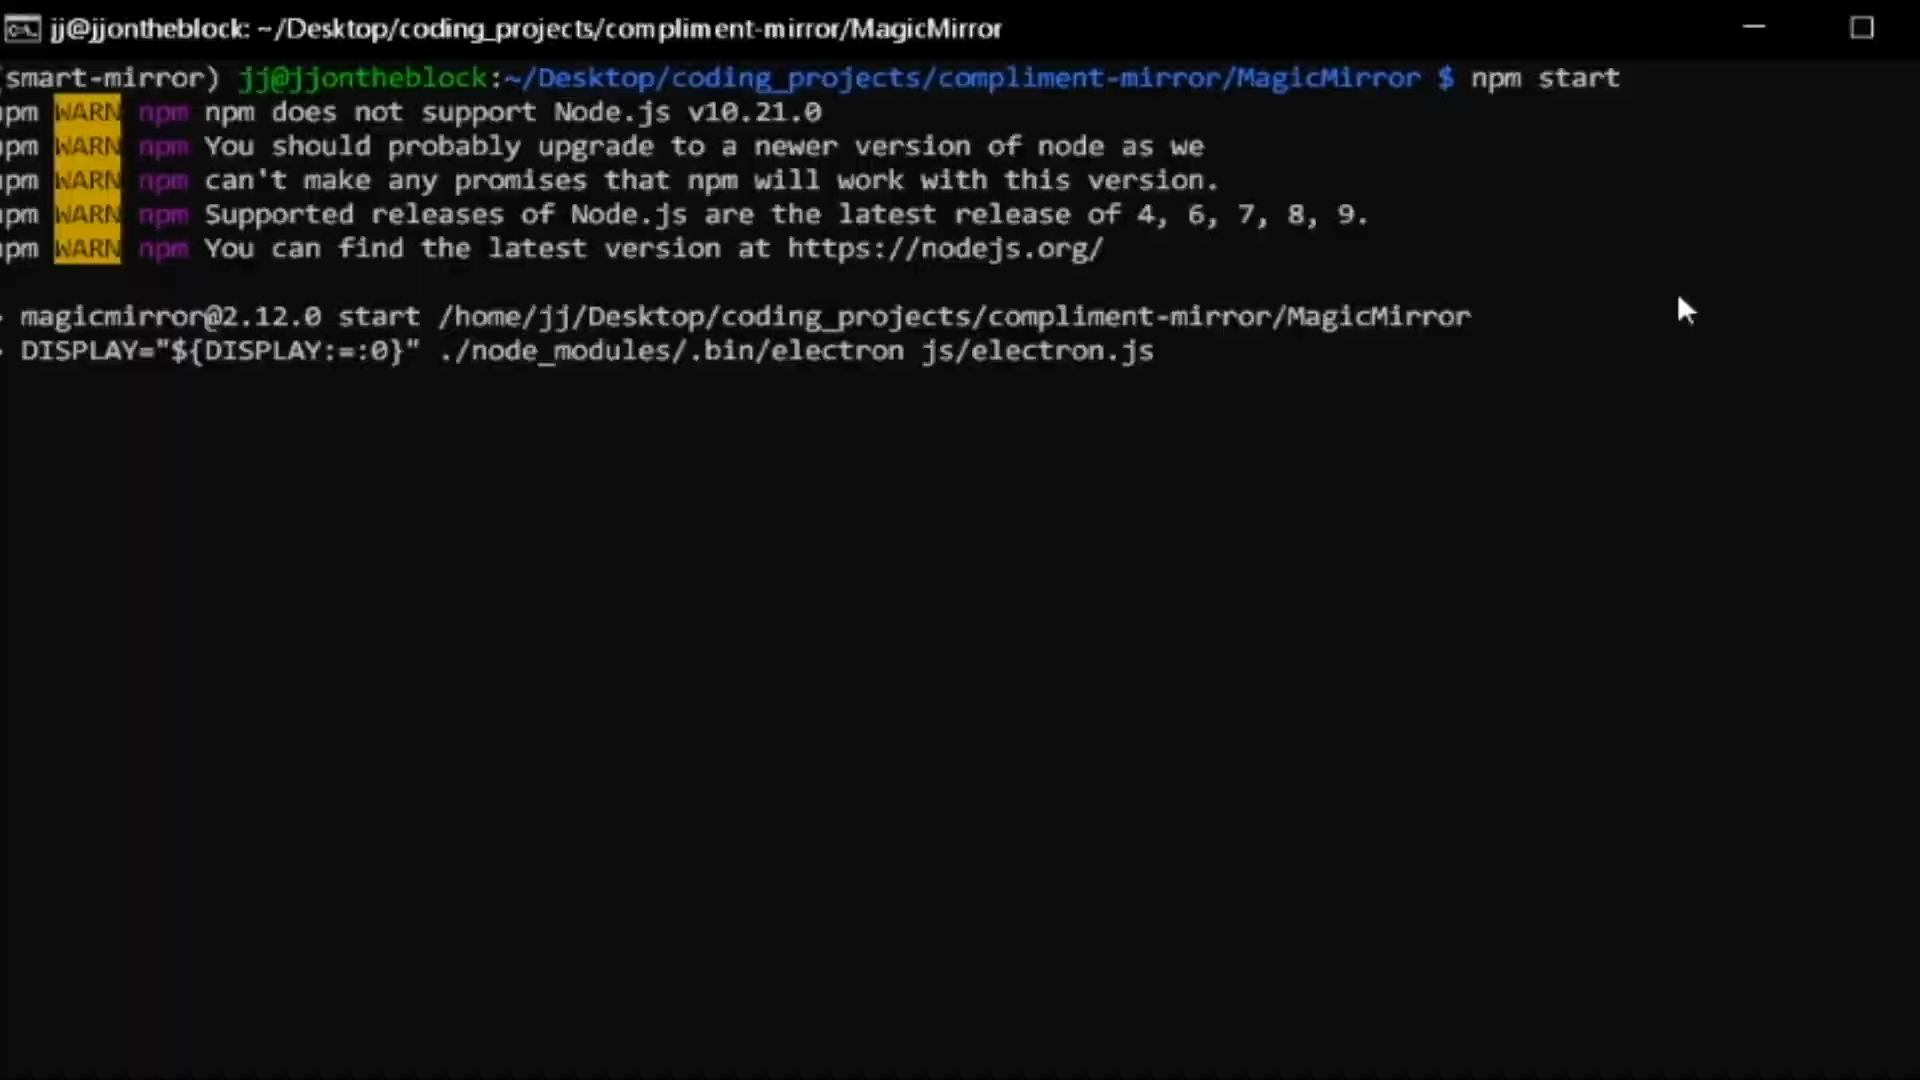 jj@jjontheblock: ~/Desktop/coding_projects/compliment-mirror/MagicMirror
smart-mirror) jj@jjontheblock:~/Desktop/coding_projects/compliment-mirror/MagicMirror $ npm start
npm WARN npm npm does not support Node.js v10.21.0
npm WARN npm You should probably upgrade to a newer version of node as we
npm WARN npm can't make any promises that npm will work with this version.
npm WARN npm Supported releases of Node.js are the latest release of 4, 6, 7, 8, 9.
npm WARN npm You can find the latest version at https://nodejs.org/
> magicmirror@2.12.0 start /home/jj/Desktop/coding_projects/compliment-mirror/MagicMirror
> DISPLAY="${DISPLAY:=:0}" ./node_modules/.bin/electron js/electron.js